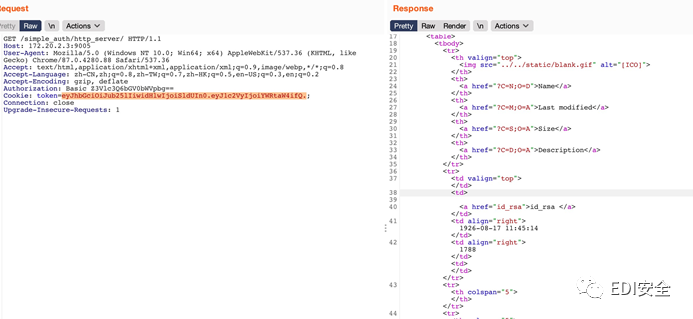 Request
Pretty Raw \n Actions
GET /simple_auth/http_server/ HTTP/1.1
Host: 172.20.2.3:9005
User-Agent: Mozilla/5.0 (Windows NT 10.0; Win64; x64) AppleWebKit/537.36 (KHTML, like
Gecko) Chrome/87.0.4280.88 Safari/537.36
Accept: text/html,application/xhtml+xml,application/xml;q=0.9,image/webp,*/*;q=0.8
Accept-Language: zh-CN,zh;q=0.8,zh-TW;q=0.7,zh-HK;q=0.5,en-US;q=0.3,en;q=0.2
Accept-Encoding: gzip, deflate
Authorization: Basic
Cookie:
Connection: close
Upgrade-Insecure-Requests: 1
Response
Pretty Raw Render \n Actions
17 <table>
18 <tbody>
19 <tr>
20 <th valign="top">
21 <img src="../../static/blank.gif" alt="[ICO]">
22 </th>
23 <th>
24 <a href="?C=N;O=D">Name</a>
25 </th>
26 <th>
27 <a href="?C=M;O=A">Last modified</a>
28 </th>
29 <th>
30 <a href="?C=S;O=A">Size</a>
31 </th>
32 <th>
33 <a href="?C=D;O=A">Description</a>
34 </th>
35 </tr>
36 <tr>
37 <td valign="top">
</td>
38 <td>
39
40 <a href="id_rsa">id_rsa </a>
</td>
41 <td align="right">
1926-08-17 11:45:14
</td>
42 <td align="right">
1788
</td>
<td>
</td>
</tr>
43 <tr>
<th colspan="5">
</th>
</tr>
44
EDI安全